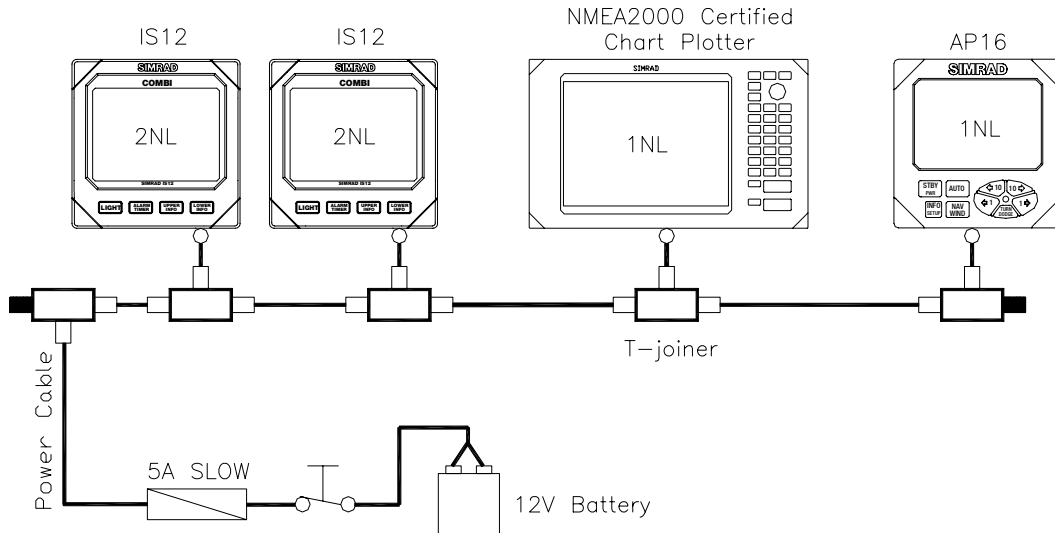 IS12
IS12
NMEA2000 Certified
Chart Plotter
AP16
SIMRAD
COMBI
2NL
SIMRAD IS12
LIGHT
ALARM
TIMER
UPPER
INFO
LOWER
INFO
SIMRAD
COMBI
2NL
SIMRAD IS12
LIGHT
ALARM
TIMER
UPPER
INFO
LOWER
INFO
SIMRAD
1NL
SIMRAD
1NL
STBY
PWR
AUTO
10
10
INFO
SETUP
NAV
WIND
1
1
TURN
DODGE
T-joiner
Power Cable
5A SLOW
12V Battery